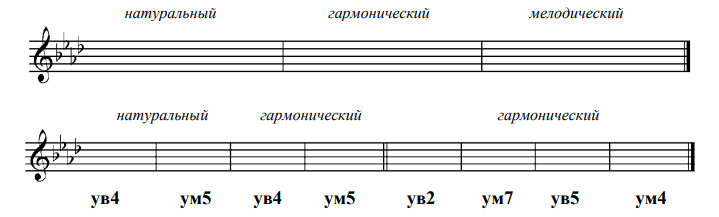 натуральный гармонический мелодический
натуральный гармонический гармонический
ув4 ум5 ув4 ум5 ув2 ум7 ув5 ум4